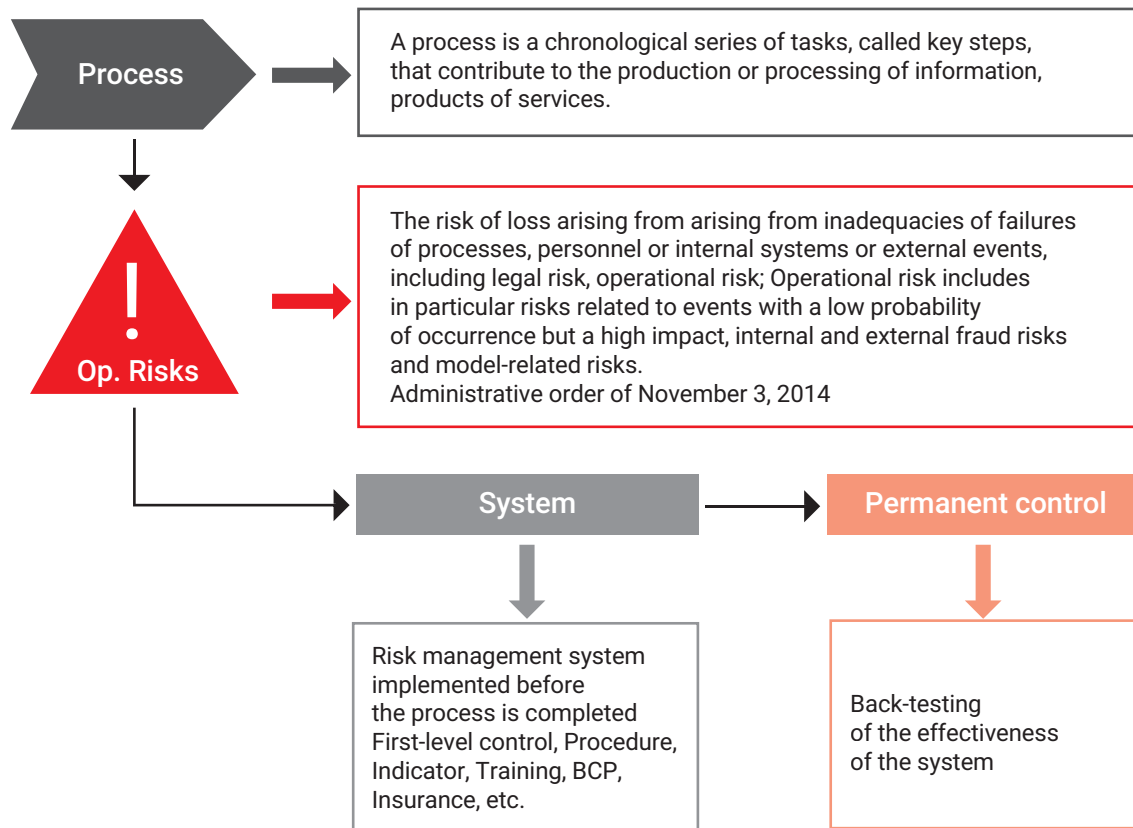 Process
A process is a chronological series of tasks, called key steps,
that contribute to the production or processing of information,
products of services.
!
Op. Risks
The risk of loss arising from arising from inadequacies of failures
of processes, personnel or internal systems or external events,
including legal risk, operational risk; Operational risk includes
in particular risks related to events with a low probability
of occurrence but a high impact, internal and external fraud risks
and model-related risks.
Administrative order of November 3, 2014
System
Permanent control
Risk management system
implemented before
the process is completed
First-level control, Procedure,
Indicator, Training, BCP,
Insurance, etc.
Back-testing
of the effectiveness
of the system